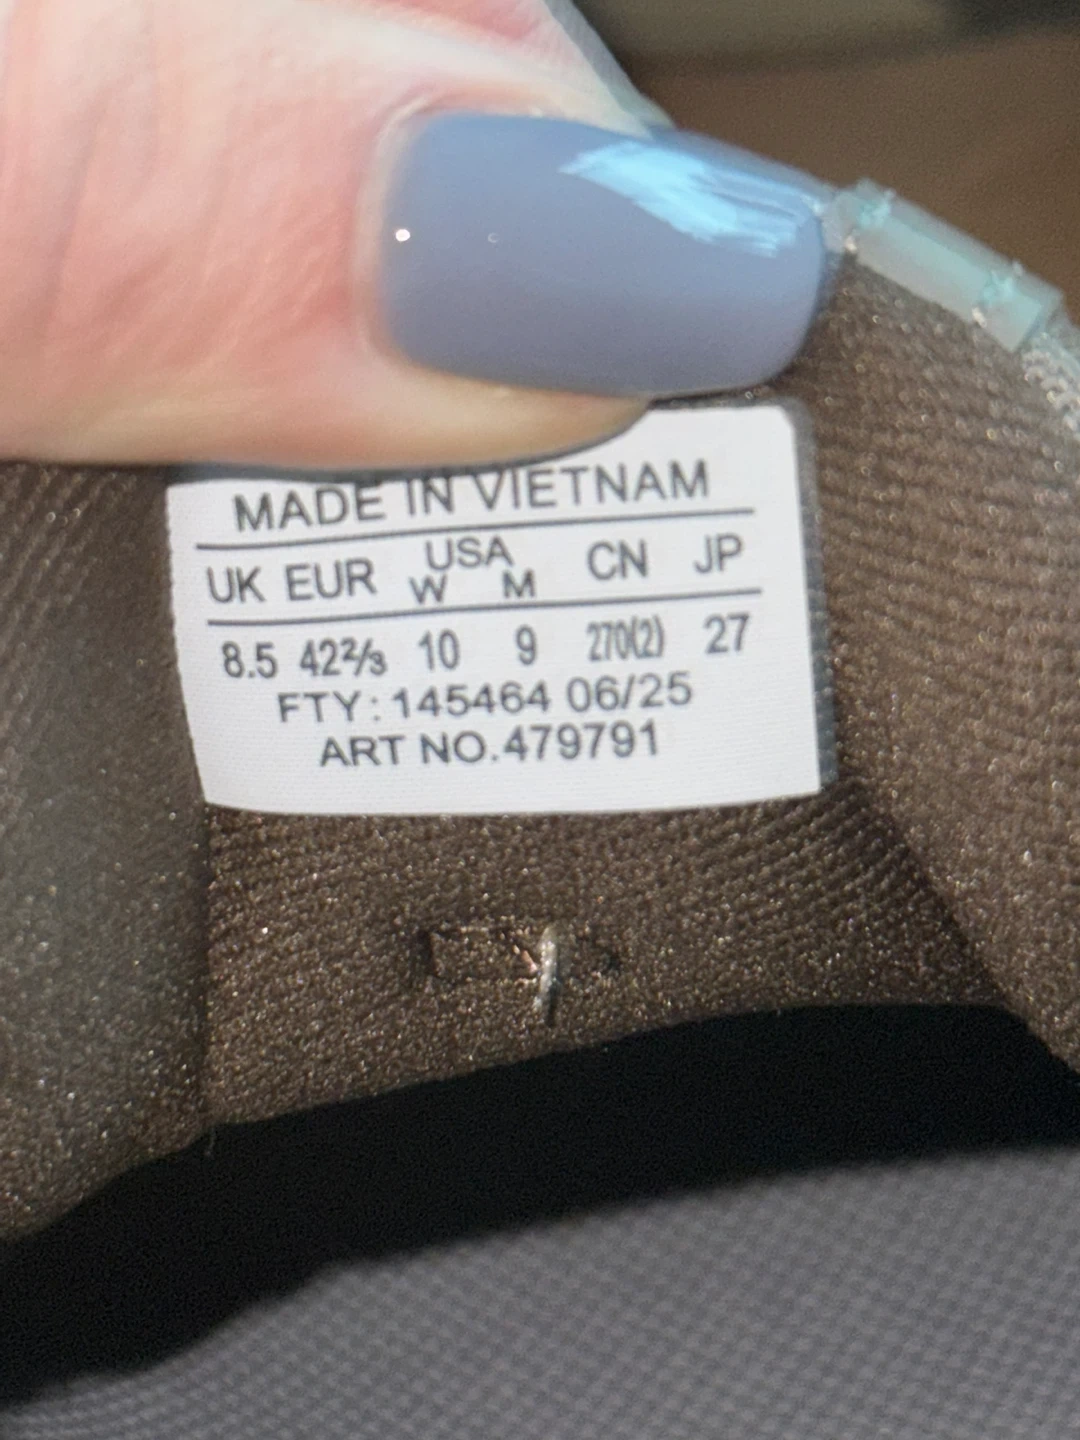 MADE IN VIETNAM
UK EUR USA CN JP
W M
8.5 42⅔ 10 9 270(2) 27
FTY: 145464 06/25
ART NO.479791